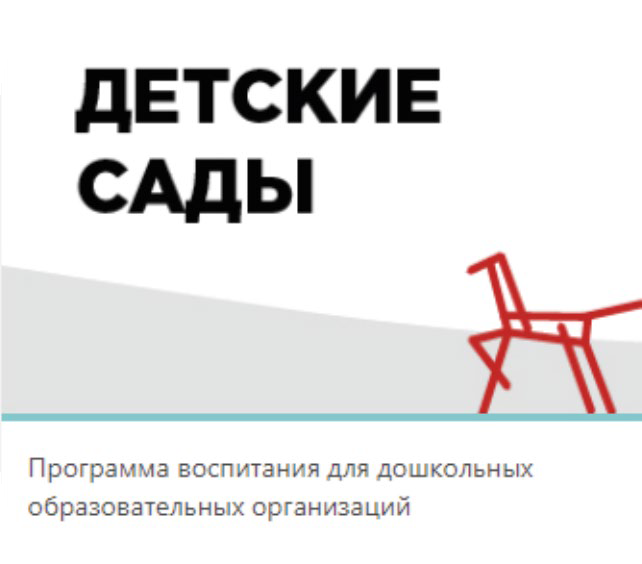 ДЕТСКИЕ
САДЫ
Программа воспитания для дошкольных
образовательных организаций